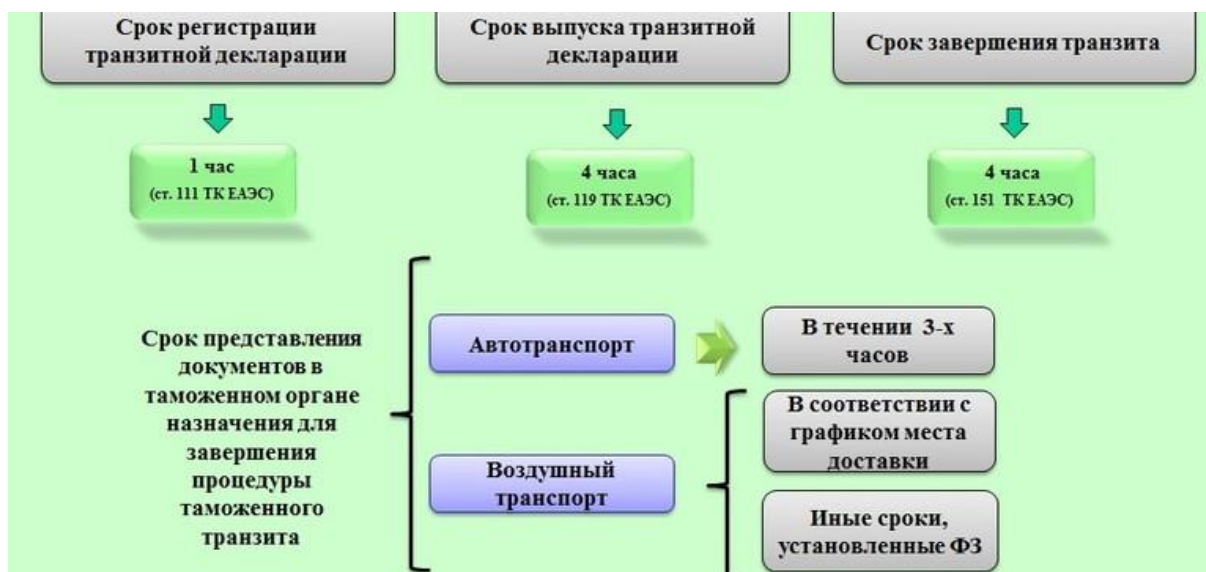 Срок регистрации
транзитной декларации
Срок выпуска транзитной
декларации
Срок завершения транзита
1 час
(ст. 111 ТК ЕАЭС)
4 часа
(ст. 119 ТК ЕАЭС)
4 часа
(ст. 151 ТК ЕАЭС)
Срок представления
документов в
таможенном органе
назначения для
завершения
процедуры
таможенного
транзита
Автотранспорт
В течении 3-х
часов
Воздушный
транспорт
В соответствии с
графиком места
доставки
Иные сроки,
установленные ФЗ